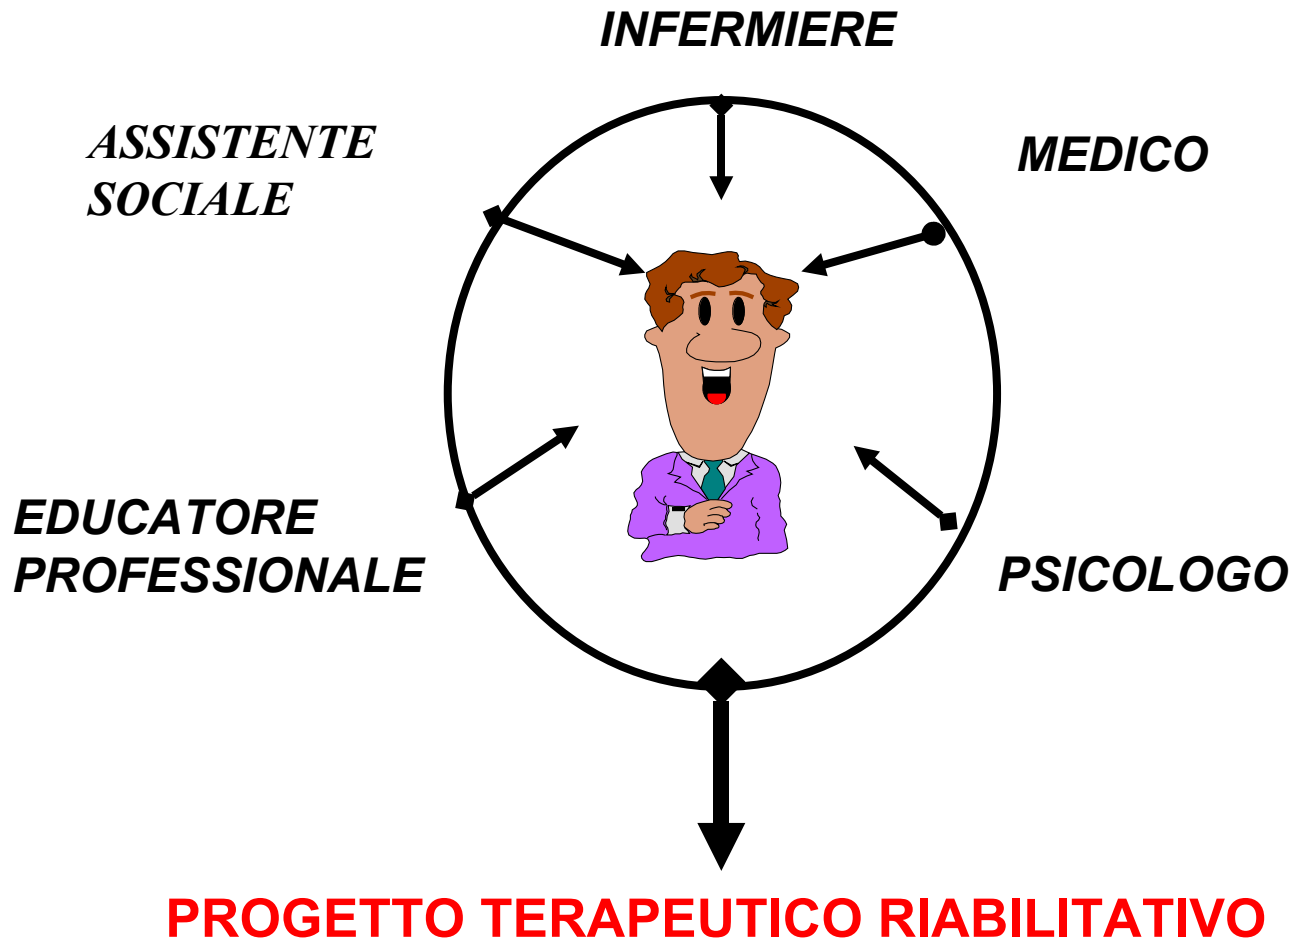 INFERMIERE
ASSISTENTE
SOCIALE
MEDICO
EDUCATORE
PROFESSIONALE
PSICOLOGO
PROGETTO TERAPEUTICO RIABILITATIVO